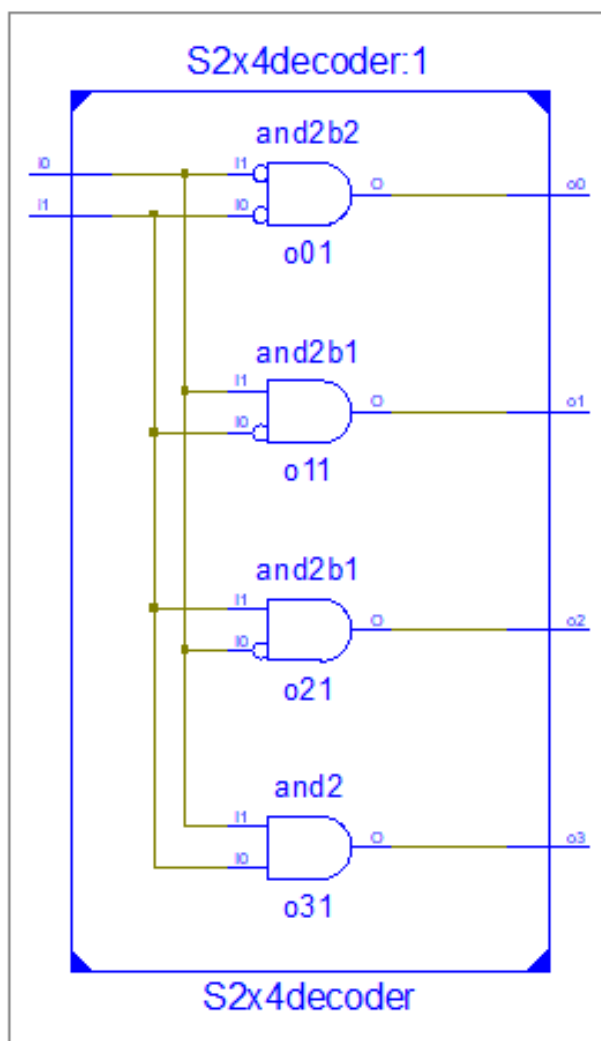 S2x4decoder:1
and2b2
I0 I1 O o0
I1 I0
o01
and2b1
I1 O o1
I0
o11
and2b1
I1 O o2
I0
o21
and2
I1 O o3
I0
o31
S2x4decoder